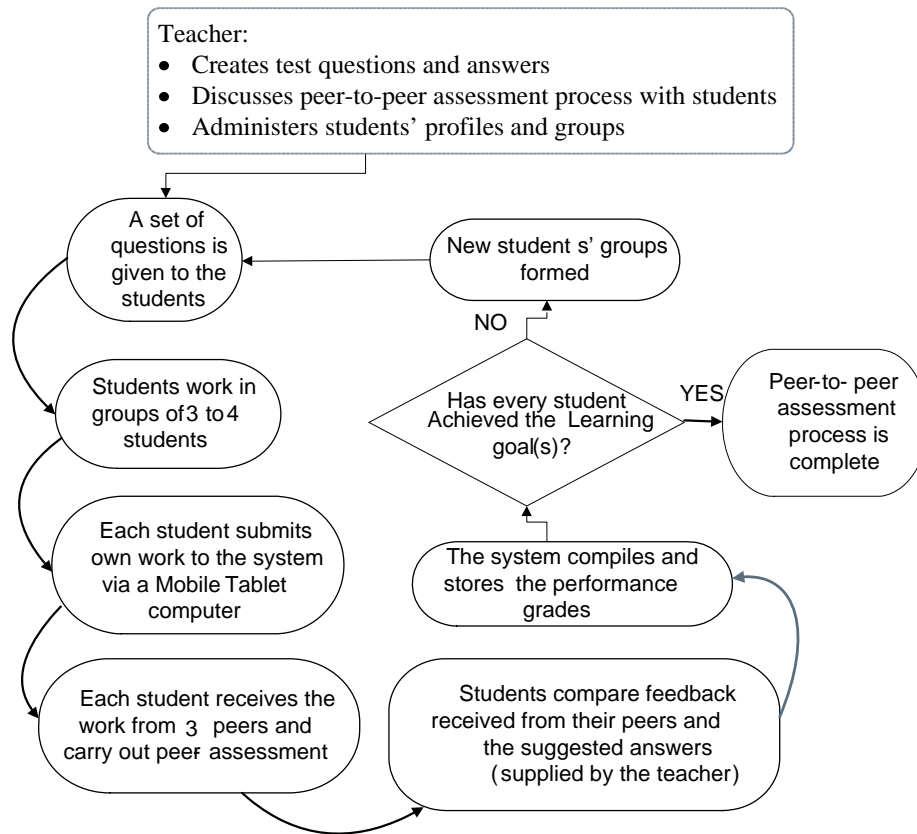 Teacher:
• Creates test questions and answers
• Discusses peer-to-peer assessment process with students
• Administers students' profiles and groups
A set of
questions is
given to the
students
New student s' groups
formed
NO
Students work in
groups of 3 to 4
students
Has every student
Achieved the Learning
goal(s)?
YES
Peer-to- peer
assessment
process is
complete
Each student submits
own work to the system
via a Mobile Tablet
computer
The system compiles and
stores the performance
grades
Each student receives the
work from 3 peers and
carry out peer assessment
Students compare feedback
received from their peers and
the suggested answers
(supplied by the teacher)